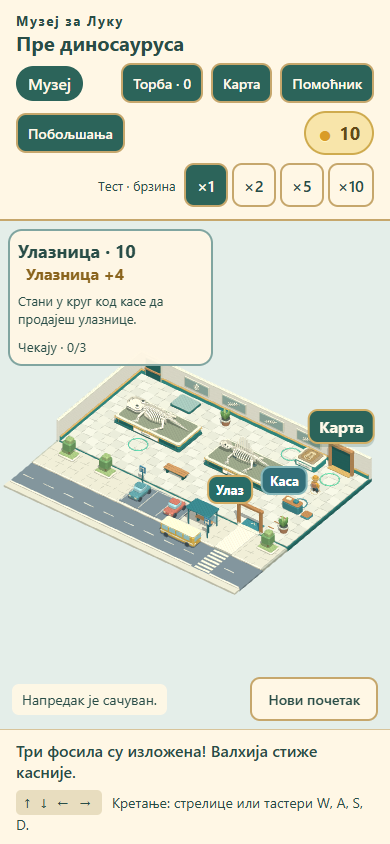 Музеј за Луку
Пре диносауруса
Музеј
Торба · 0
Карта
Помоћник
Побољшања
10
Тест · брзина
×1
×2
×5
×10
Улазница · 10
Улазница +4
Стани у круг код касе да
продајеш улазнице.
Чекају · 0/3
Карта
Каса
Улаз
Напредак је сачуван.
Нови почетак
Три фосила су изложена! Валхија стиже
касније.
↑ ↓ ← → Кретање: стрелице или тастери W, A, S,
D.